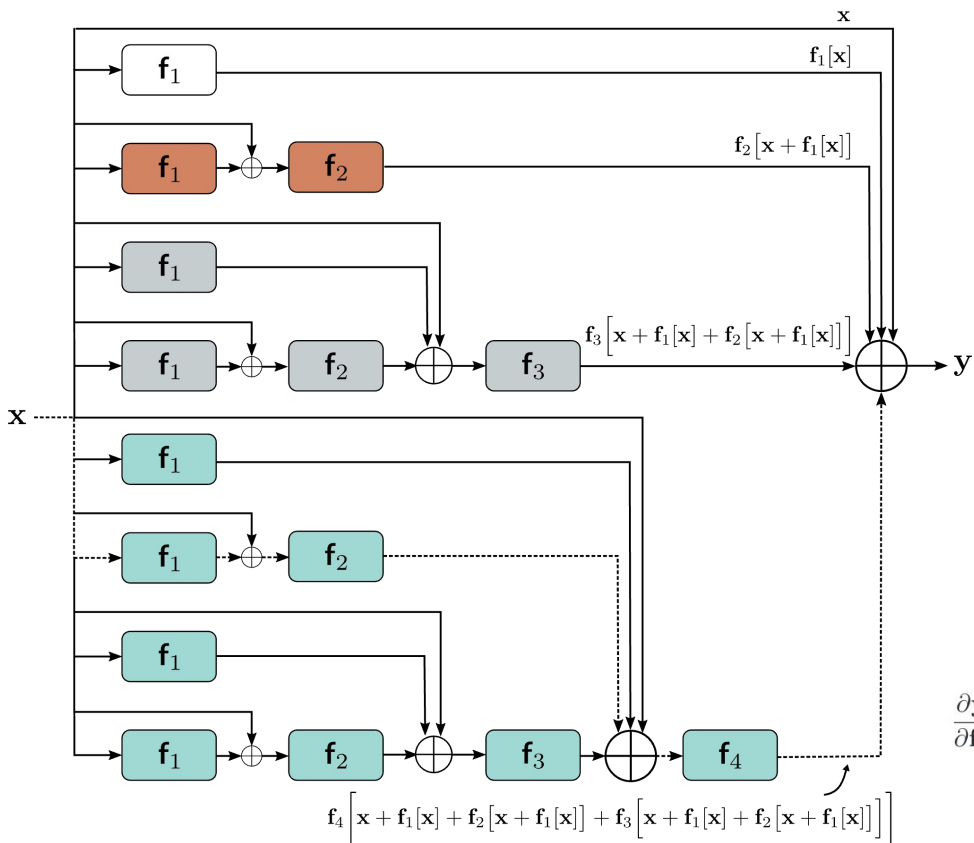 x
f₁[x]
f₁
f₂[x + f₁[x]]
f₁ f₂
f₁
f₃[x + f₁[x] + f₂[x + f₁[x]]]
f₁ f₂ f₃ y
x
f₁
f₁ f₂
f₁
∂y
∂f
f₁ f₂ f₃ f₄
f₄[x + f₁[x] + f₂[x + f₁[x]] + f₃[x + f₁[x] + f₂[x + f₁[x]]]]